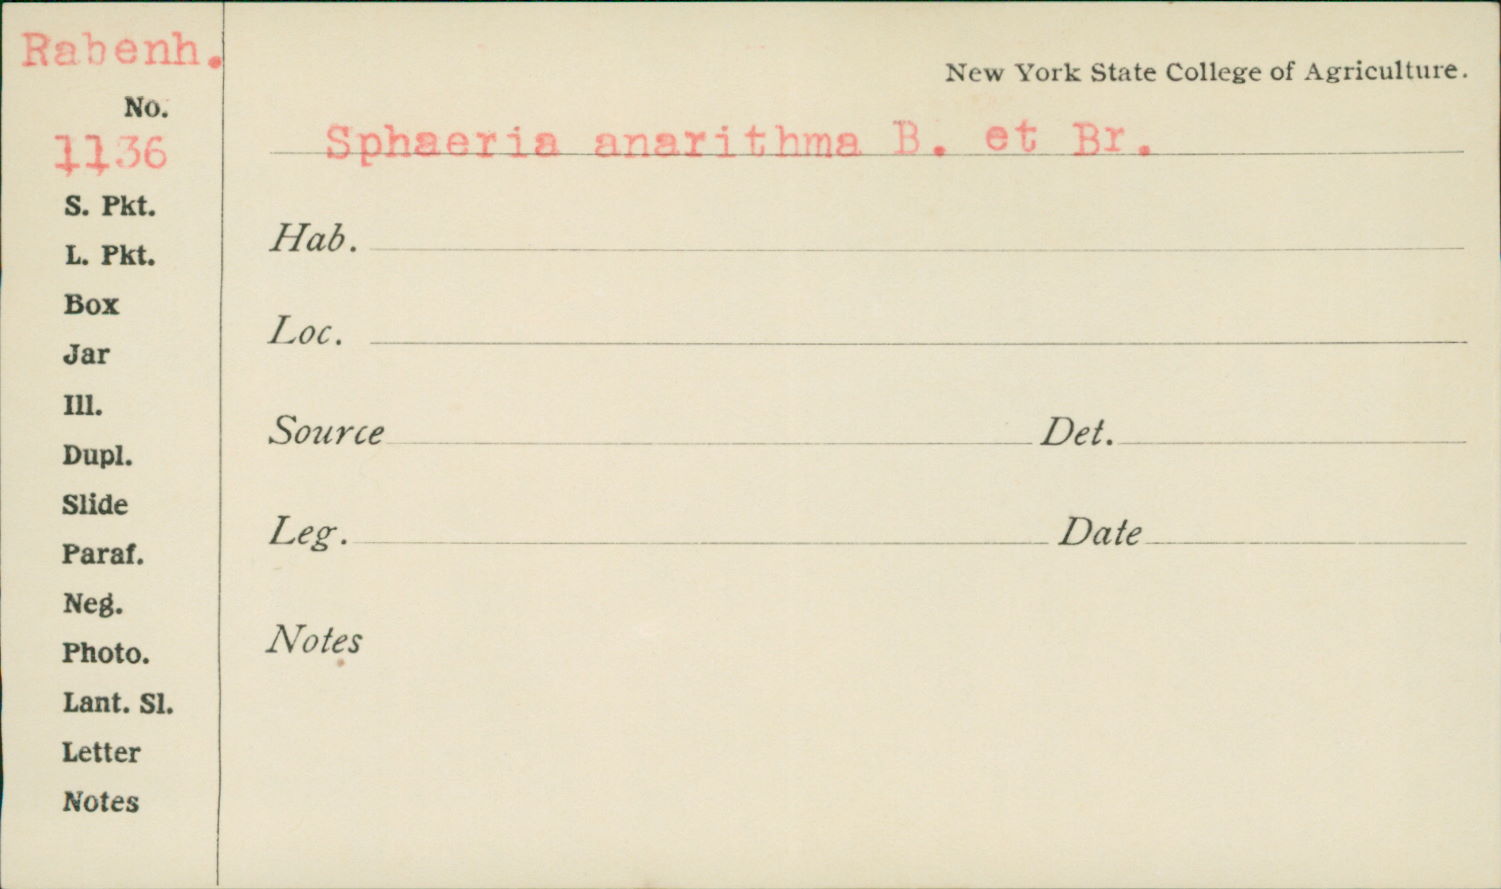 Rabenh.
No.
1136
S. Pkt.
L. Pkt.
Box
Jar
Ill.
Dupl.
Slide
Paraf.
Neg.
Photo.
Lant. Sl.
Letter
Notes
New York State College of Agriculture.
Sphaeria anarithma B. et Br.
Hab.
Loc.
Source Det.
Leg. Date
Notes